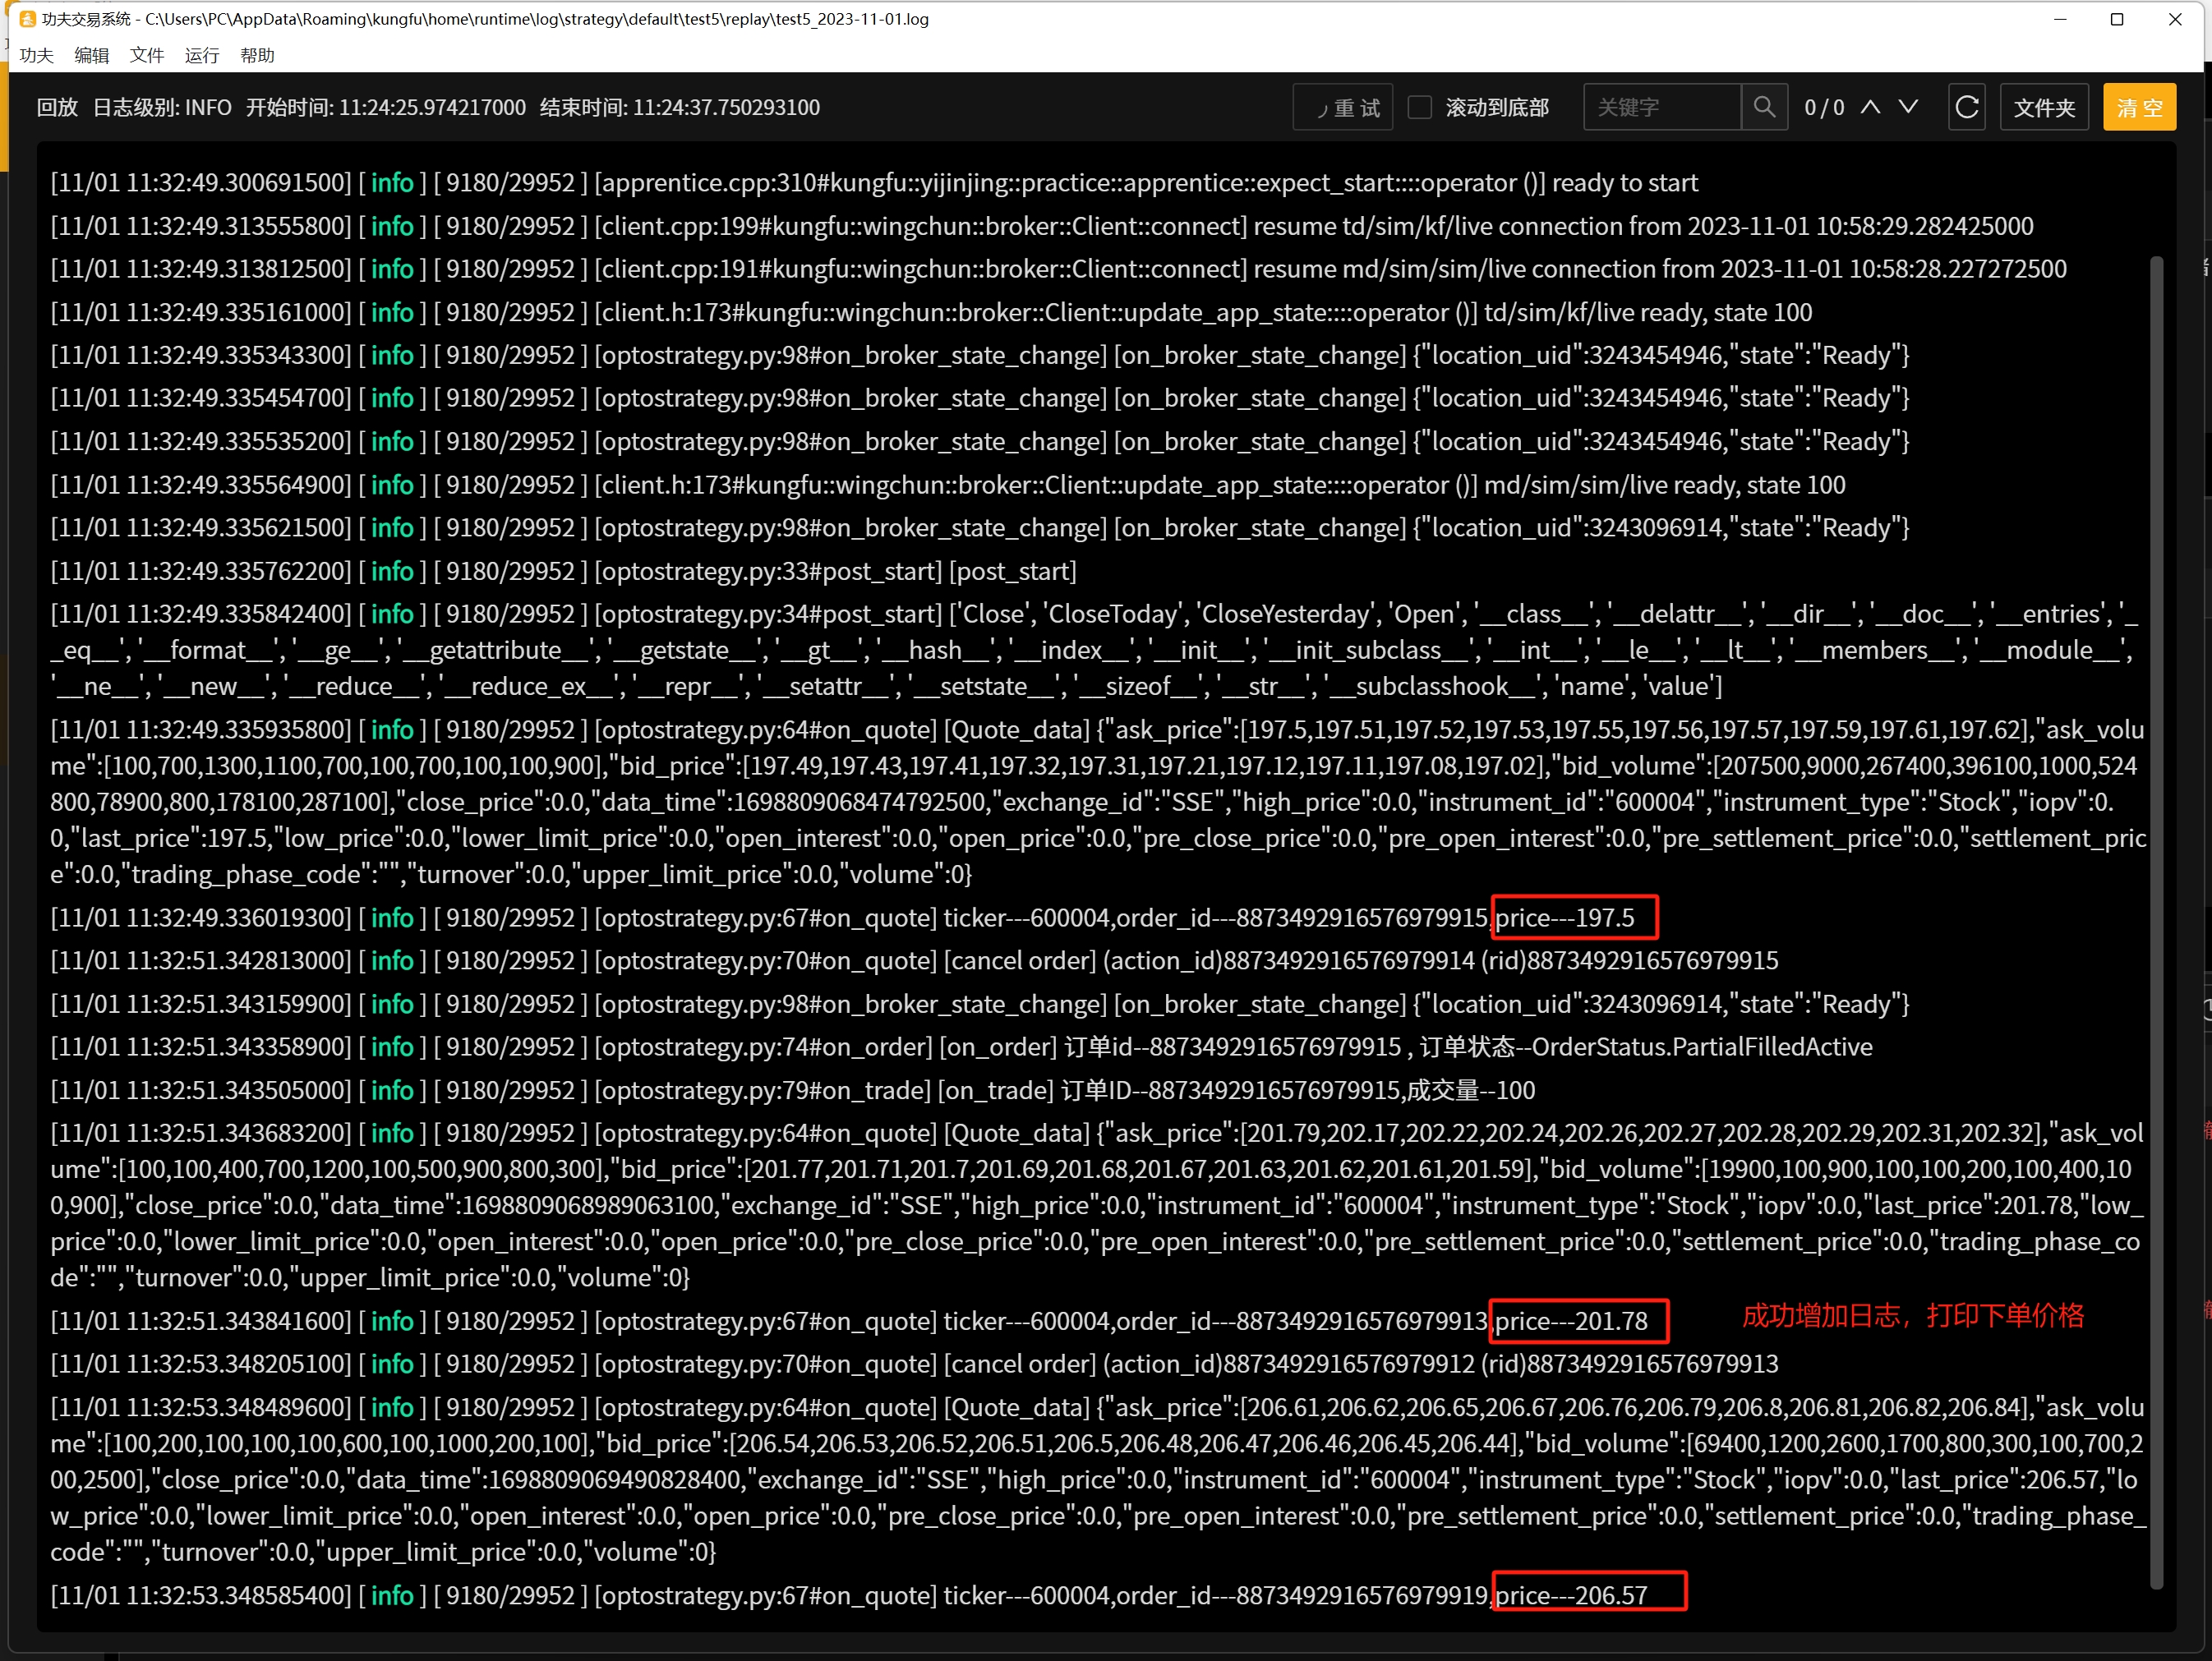 功夫交易系统 - C:\Users\PC\AppData\Roaming\kungfu\home\runtime\log\strategy\default\test5\replay\test5_2023-11-01.log
功夫 编辑 文件 运行 帮助
回放 日志级别: INFO 开始时间: 11:24:25.974217000 结束时间: 11:24:37.750293100 重 试 滚动到底部 关键字 0 / 0 文件夹 清 空
[11/01 11:32:49.300691500] [ info ] [ 9180/29952 ] [apprentice.cpp:310#kungfu::yijinjing::practice::apprentice::expect_start::::operator ()] ready to start
[11/01 11:32:49.313555800] [ info ] [ 9180/29952 ] [client.cpp:199#kungfu::wingchun::broker::Client::connect] resume td/sim/kf/live connection from 2023-11-01 10:58:29.282425000
[11/01 11:32:49.313812500] [ info ] [ 9180/29952 ] [client.cpp:191#kungfu::wingchun::broker::Client::connect] resume md/sim/sim/live connection from 2023-11-01 10:58:28.227272500
[11/01 11:32:49.335161000] [ info ] [ 9180/29952 ] [client.h:173#kungfu::wingchun::broker::Client::update_app_state::::operator ()] td/sim/kf/live ready, state 100
[11/01 11:32:49.335343300] [ info ] [ 9180/29952 ] [optostrategy.py:98#on_broker_state_change] [on_broker_state_change] {"location_uid":3243454946,"state":"Ready"}
[11/01 11:32:49.335454700] [ info ] [ 9180/29952 ] [optostrategy.py:98#on_broker_state_change] [on_broker_state_change] {"location_uid":3243454946,"state":"Ready"}
[11/01 11:32:49.335535200] [ info ] [ 9180/29952 ] [optostrategy.py:98#on_broker_state_change] [on_broker_state_change] {"location_uid":3243454946,"state":"Ready"}
[11/01 11:32:49.335564900] [ info ] [ 9180/29952 ] [client.h:173#kungfu::wingchun::broker::Client::update_app_state::::operator ()] md/sim/sim/live ready, state 100
[11/01 11:32:49.335621500] [ info ] [ 9180/29952 ] [optostrategy.py:98#on_broker_state_change] [on_broker_state_change] {"location_uid":3243096914,"state":"Ready"}
[11/01 11:32:49.335762200] [ info ] [ 9180/29952 ] [optostrategy.py:33#post_start] [post_start]
[11/01 11:32:49.335842400] [ info ] [ 9180/29952 ] [optostrategy.py:34#post_start] ['Close', 'CloseToday', 'CloseYesterday', 'Open', '__class__', '__delattr__', '__dir__', '__doc__', '__entries', '_
_eq__', '__format__', '__ge__', '__getattribute__', '__getstate__', '__gt__', '__hash__', '__index__', '__init__', '__init_subclass__', '__int__', '__le__', '__lt__', '__members__', '__module__',
'__ne__', '__new__', '__reduce__', '__reduce_ex__', '__repr__', '__setattr__', '__setstate__', '__sizeof__', '__str__', '__subclasshook__', 'name', 'value']
[11/01 11:32:49.335935800] [ info ] [ 9180/29952 ] [optostrategy.py:64#on_quote] [Quote_data] {"ask_price":[197.5,197.51,197.52,197.53,197.55,197.56,197.57,197.59,197.61,197.62],"ask_volu
me":[100,700,1300,1100,700,100,700,100,100,900],"bid_price":[197.49,197.43,197.41,197.32,197.31,197.21,197.12,197.11,197.08,197.02],"bid_volume":[207500,9000,267400,396100,1000,524
800,78900,800,178100,287100],"close_price":0.0,"data_time":1698809068474792500,"exchange_id":"SSE","high_price":0.0,"instrument_id":"600004","instrument_type":"Stock","iopv":0.
0,"last_price":197.5,"low_price":0.0,"lower_limit_price":0.0,"open_interest":0.0,"open_price":0.0,"pre_close_price":0.0,"pre_open_interest":0.0,"pre_settlement_price":0.0,"settlement_pric
e":0.0,"trading_phase_code":"","turnover":0.0,"upper_limit_price":0.0,"volume":0}
[11/01 11:32:49.336019300] [ info ] [ 9180/29952 ] [optostrategy.py:67#on_quote] ticker---600004,order_id---8873492916576979915,price---197.5
[11/01 11:32:51.342813000] [ info ] [ 9180/29952 ] [optostrategy.py:70#on_quote] [cancel order] (action_id)8873492916576979914 (rid)8873492916576979915
[11/01 11:32:51.343159900] [ info ] [ 9180/29952 ] [optostrategy.py:98#on_broker_state_change] [on_broker_state_change] {"location_uid":3243096914,"state":"Ready"}
[11/01 11:32:51.343358900] [ info ] [ 9180/29952 ] [optostrategy.py:74#on_order] [on_order] 订单id--8873492916576979915 , 订单状态--OrderStatus.PartialFilledActive
[11/01 11:32:51.343505000] [ info ] [ 9180/29952 ] [optostrategy.py:79#on_trade] [on_trade] 订单ID--8873492916576979915,成交量--100
[11/01 11:32:51.343683200] [ info ] [ 9180/29952 ] [optostrategy.py:64#on_quote] [Quote_data] {"ask_price":[201.79,202.17,202.22,202.24,202.26,202.27,202.28,202.29,202.31,202.32],"ask_vol
ume":[100,100,400,700,1200,100,500,900,800,300],"bid_price":[201.77,201.71,201.7,201.69,201.68,201.67,201.63,201.62,201.61,201.59],"bid_volume":[19900,100,900,100,100,200,100,400,10
0,900],"close_price":0.0,"data_time":1698809068989063100,"exchange_id":"SSE","high_price":0.0,"instrument_id":"600004","instrument_type":"Stock","iopv":0.0,"last_price":201.78,"low_
price":0.0,"lower_limit_price":0.0,"open_interest":0.0,"open_price":0.0,"pre_close_price":0.0,"pre_open_interest":0.0,"pre_settlement_price":0.0,"settlement_price":0.0,"trading_phase_co
de":"","turnover":0.0,"upper_limit_price":0.0,"volume":0}
[11/01 11:32:51.343841600] [ info ] [ 9180/29952 ] [optostrategy.py:67#on_quote] ticker---600004,order_id---8873492916576979913,price---201.78 成功增加日志，打印下单价格
[11/01 11:32:53.348205100] [ info ] [ 9180/29952 ] [optostrategy.py:70#on_quote] [cancel order] (action_id)8873492916576979912 (rid)8873492916576979913
[11/01 11:32:53.348489600] [ info ] [ 9180/29952 ] [optostrategy.py:64#on_quote] [Quote_data] {"ask_price":[206.61,206.62,206.65,206.67,206.76,206.79,206.8,206.81,206.82,206.84],"ask_volu
me":[100,200,100,100,100,600,100,1000,200,100],"bid_price":[206.54,206.53,206.52,206.51,206.5,206.48,206.47,206.46,206.45,206.44],"bid_volume":[69400,1200,2600,1700,800,300,100,700,2
00,2500],"close_price":0.0,"data_time":1698809069490828400,"exchange_id":"SSE","high_price":0.0,"instrument_id":"600004","instrument_type":"Stock","iopv":0.0,"last_price":206.57,"lo
w_price":0.0,"lower_limit_price":0.0,"open_interest":0.0,"open_price":0.0,"pre_close_price":0.0,"pre_open_interest":0.0,"pre_settlement_price":0.0,"settlement_price":0.0,"trading_phase_
code":"","turnover":0.0,"upper_limit_price":0.0,"volume":0}
[11/01 11:32:53.348585400] [ info ] [ 9180/29952 ] [optostrategy.py:67#on_quote] ticker---600004,order_id---8873492916576979919,price---206.57